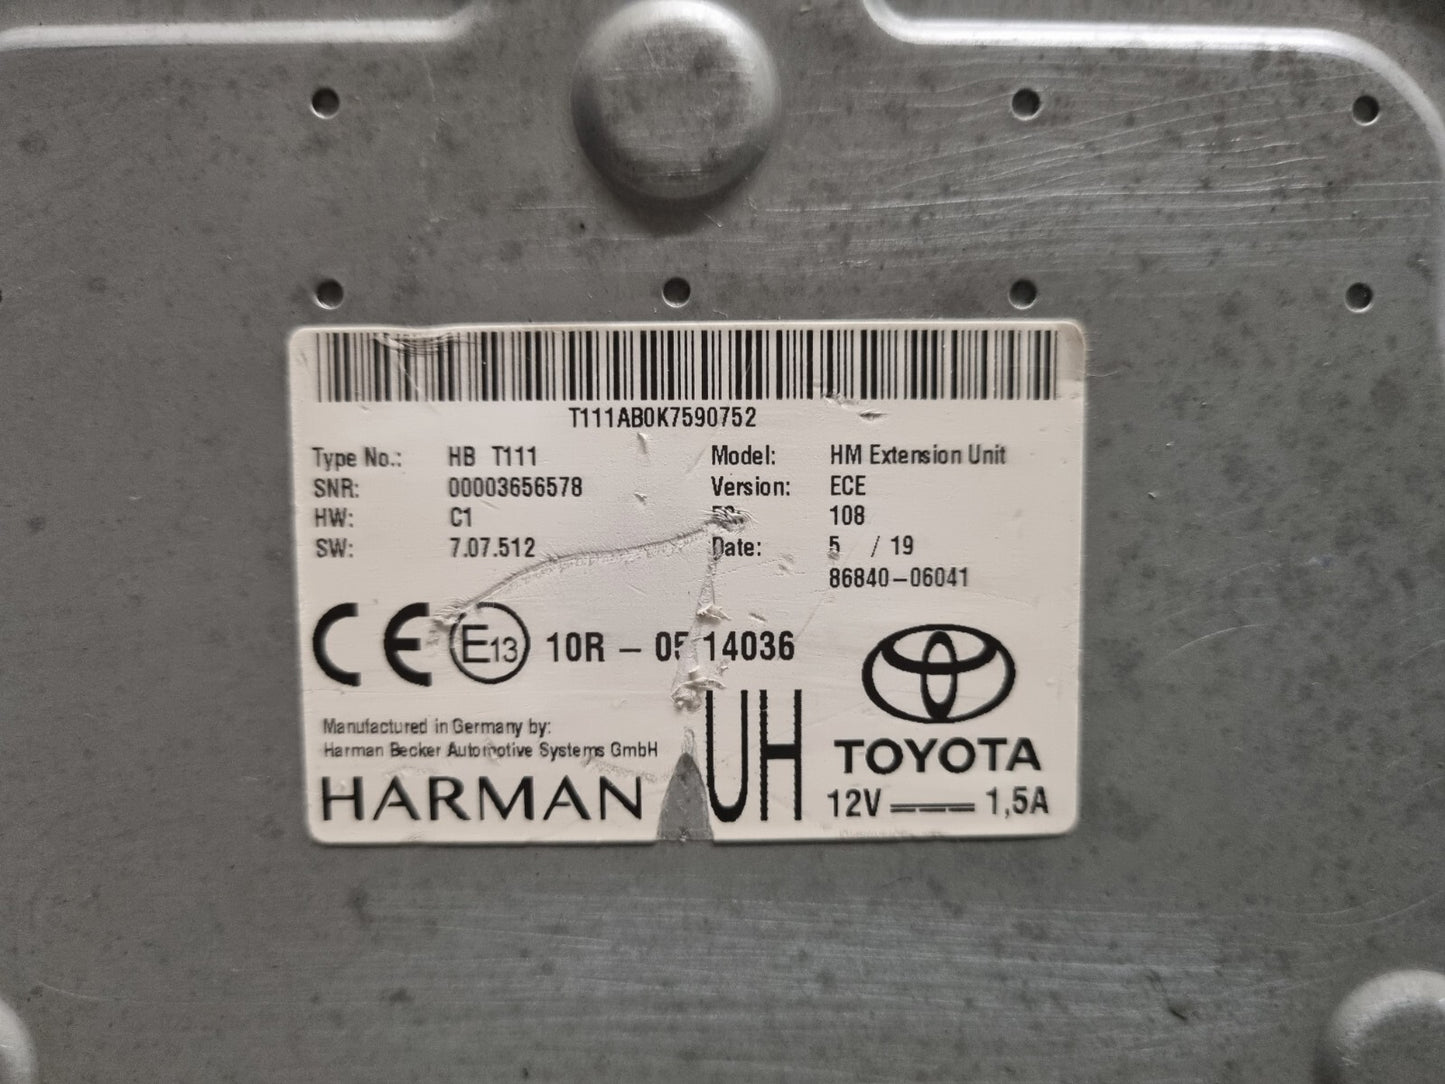 T111AB0K7590752
Type No.: HB T111 Model: HM Extension Unit
SNR: 00003656578 Version: ECE
HW: C1 108
SW: 7.07.512 Date: 5 / 19
86840-06041
CE E13 10R - 05 14036
TOYOTA
Manufactured in Germany by:
Harman Becker Automotive Systems GmbH
HARMAN UH 12V 1,5A